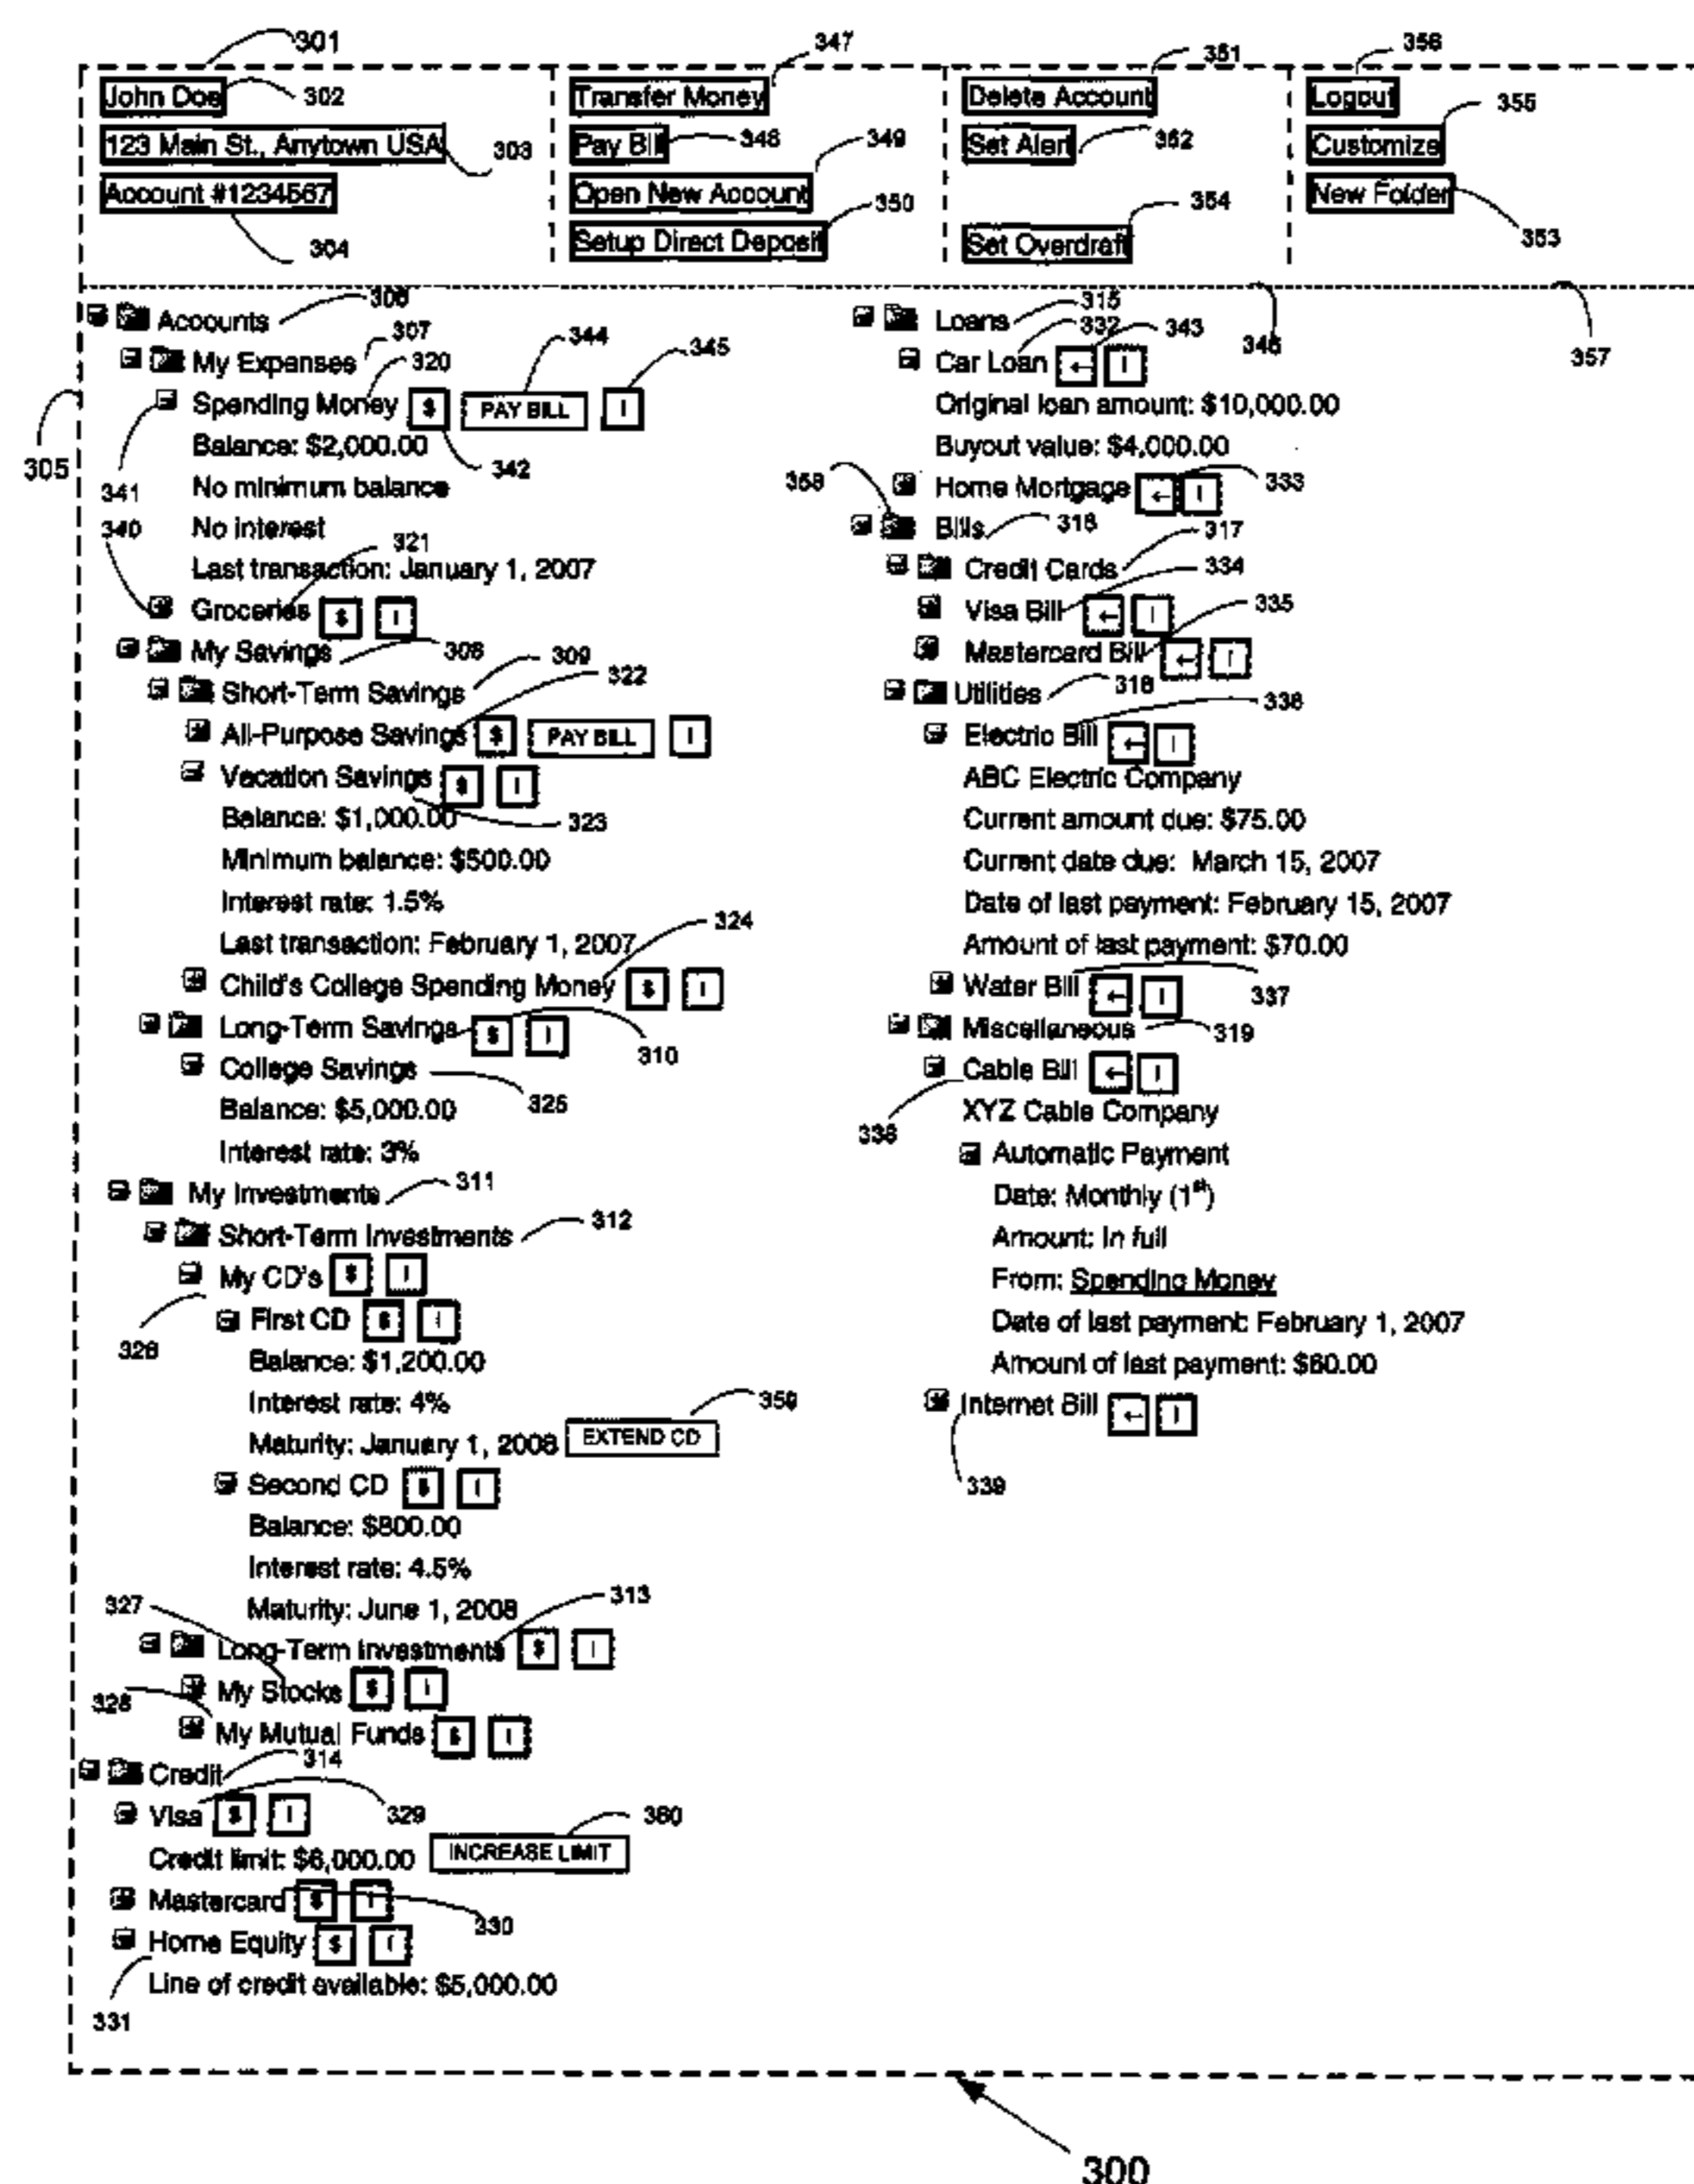 301
347
351
356
John Doe
302
Transfer Money
Delete Account
Logout
355
123 Main St., Anytown USA
303
Pay Bill
348
349
Set Alert
352
Customize
Account #1234567
Open New Account
350
354
New Folder
304
Setup Direct Deposit
Set Overdraft
353
306
Accounts
307
My Expenses
320
344
345
Spending Money $ PAY BILL I
Balance: $2,000.00
342
305
341
No minimum balance
340
No interest
321
Last transaction: January 1, 2007
Groceries $ I
My Savings
308
309
Short-Term Savings
322
All-Purpose Savings $ PAY BILL I
Vacation Savings $ I
Balance: $1,000.00
323
Minimum balance: $500.00
Interest rate: 1.5%
324
Last transaction: February 1, 2007
Child's College Spending Money $ I
Long-Term Savings $ I
310
College Savings
325
Balance: $5,000.00
Interest rate: 3%
My Investments
311
312
Short-Term Investments
My CD's $ I
326
First CD $ I
Balance: $1,200.00
Interest rate: 4%
359
Maturity: January 1, 2008 EXTEND CD
Second CD $ I
Balance: $800.00
Interest rate: 4.5%
327
313
Maturity: June 1, 2008
Long-Term Investments $ I
328
My Stocks $ I
My Mutual Funds $ I
314
Credit
Visa $ I
329
360
Credit limit: $6,000.00 INCREASE LIMIT
Mastercard $ I
330
Home Equity $ I
Line of credit available: $5,000.00
331
315
Loans
332
343
346
357
Car Loan ← I
Original loan amount: $10,000.00
Buyout value: $4,000.00
358
Home Mortgage ← I
333
Bills
316
317
Credit Cards
334
Visa Bill ← I
335
Mastercard Bill ← I
318
Utilities
336
Electric Bill ← I
ABC Electric Company
Current amount due: $75.00
Current date due: March 15, 2007
Date of last payment: February 15, 2007
Amount of last payment: $70.00
Water Bill ← I
337
Miscellaneous
319
Cable Bill ← I
338
XYZ Cable Company
Automatic Payment
Date: Monthly (1st)
Amount: In full
From: Spending Money
Date of last payment: February 1, 2007
Amount of last payment: $60.00
Internet Bill ← I
339
300